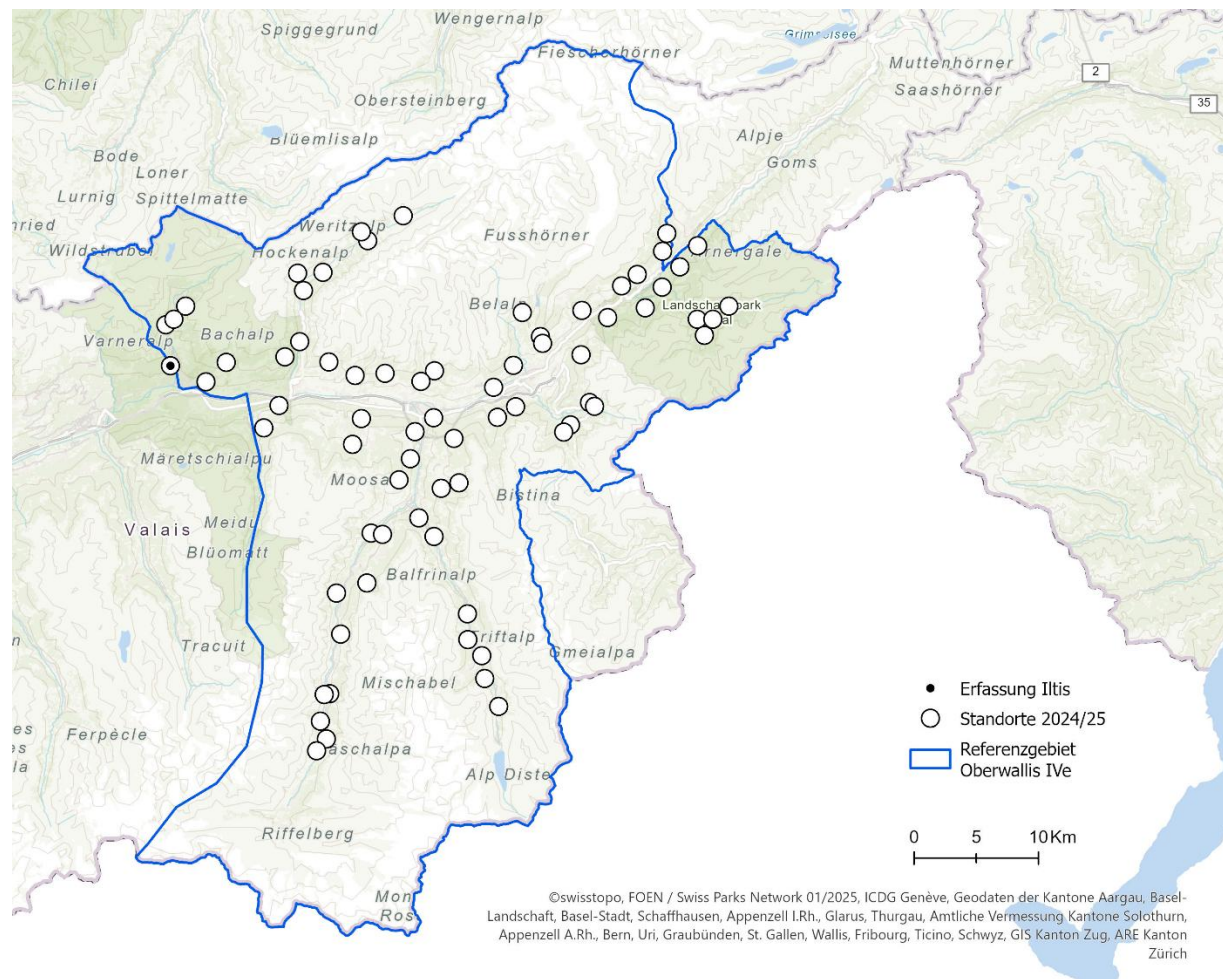 Wengernalp
Spiggegrund
Grimselsee
Fiescherhörner
Muttenhörner
Chilei
2
Saashörner
Obersteinberg
35
Blüemlisalp
Alpje
Bode
Goms
Loner
Lurnig
Spittelmatte
Weritzalp
Fusshörner
Wildstrubel
Hockenalp
Belalp
Bachalp
Varneralp
Märetschialpu
Moosa
Bistina
Valais
Meidu
Blüomatt
Balfrinalp
Tracuit
Triftalp
Gmeialpa
Mischabel
Ferpècle
Alp Diste
Riffelberg
Erfassung Iltis
Standorte 2024/25
Referenzgebiet
Oberwallis IVe
0 5 10Km
©swisstopo, FOEN / Swiss Parks Network 01/2025, ICDG Genève, Geodaten der Kantone Aargau, Basel-
Landschaft, Basel-Stadt, Schaffhausen, Appenzell I.Rh., Glarus, Thurgau, Amtliche Vermessung Kantone Solothurn,
Appenzell A.Rh., Bern, Uri, Graubünden, St. Gallen, Wallis, Fribourg, Ticino, Schwyz, GIS Kanton Zug, ARE Kanton
Zürich